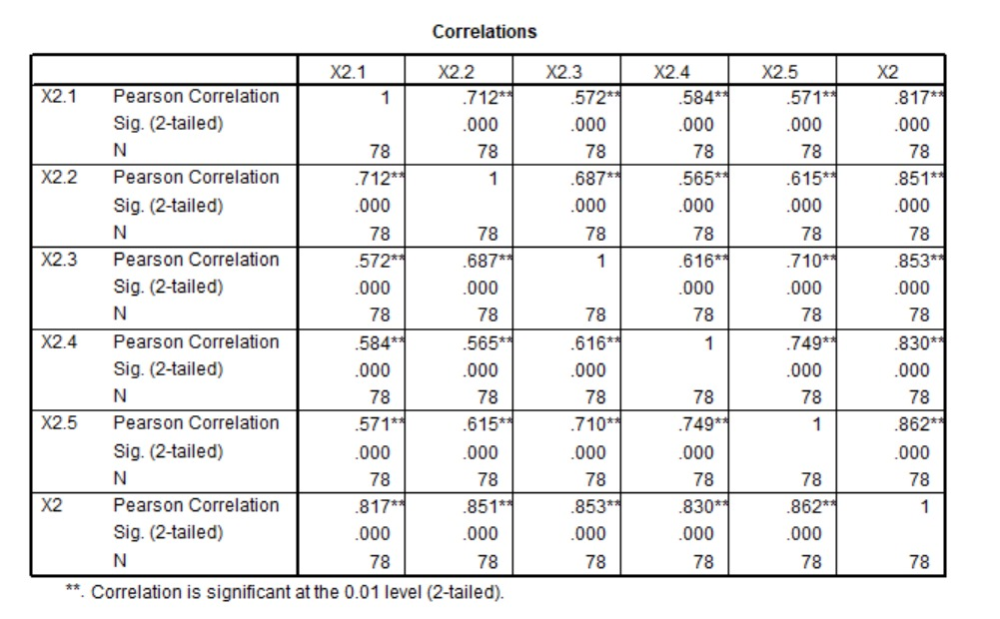 Correlations
X2.1 X2.2 X2.3 X2.4 X2.5 X2
X2.1 Pearson Correlation 1 .712** .572** .584** .571** .817**
Sig. (2-tailed) .000 .000 .000 .000 .000
N 78 78 78 78 78 78
X2.2 Pearson Correlation .712** 1 .687** .565** .615** .851**
Sig. (2-tailed) .000 .000 .000 .000 .000
N 78 78 78 78 78 78
X2.3 Pearson Correlation .572** .687** 1 .616** .710** .853**
Sig. (2-tailed) .000 .000 .000 .000 .000
N 78 78 78 78 78 78
X2.4 Pearson Correlation .584** .565** .616** 1 .749** .830**
Sig. (2-tailed) .000 .000 .000 .000 .000
N 78 78 78 78 78 78
X2.5 Pearson Correlation .571** .615** .710** .749** 1 .862**
Sig. (2-tailed) .000 .000 .000 .000 .000
N 78 78 78 78 78 78
X2 Pearson Correlation .817** .851** .853** .830** .862** 1
Sig. (2-tailed) .000 .000 .000 .000 .000
N 78 78 78 78 78 78
**. Correlation is significant at the 0.01 level (2-tailed).